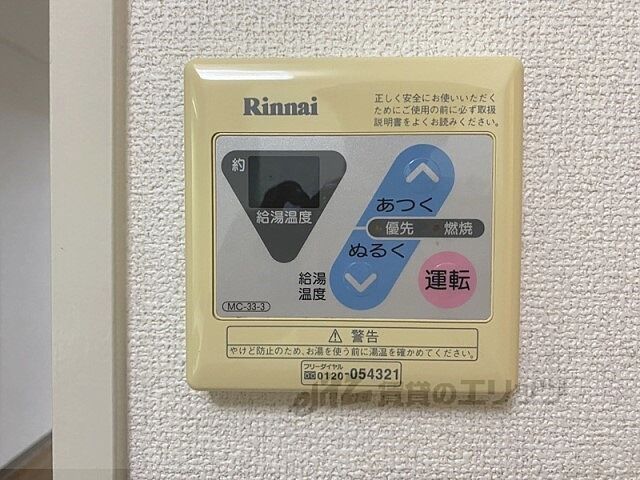 Rinnai
正しく安全にお使いいただく
ためにご使用の前に必ず取扱
説明書をよくお読みください。
約
給湯温度
あつく
優先 燃焼
ぬるく
給湯
温度
運転
MC-33-3
⚠警告
やけど防止のため、お湯を使う前に湯温を確かめてください。
フリーダイヤル
0120-054321
賃貸のエリッツ